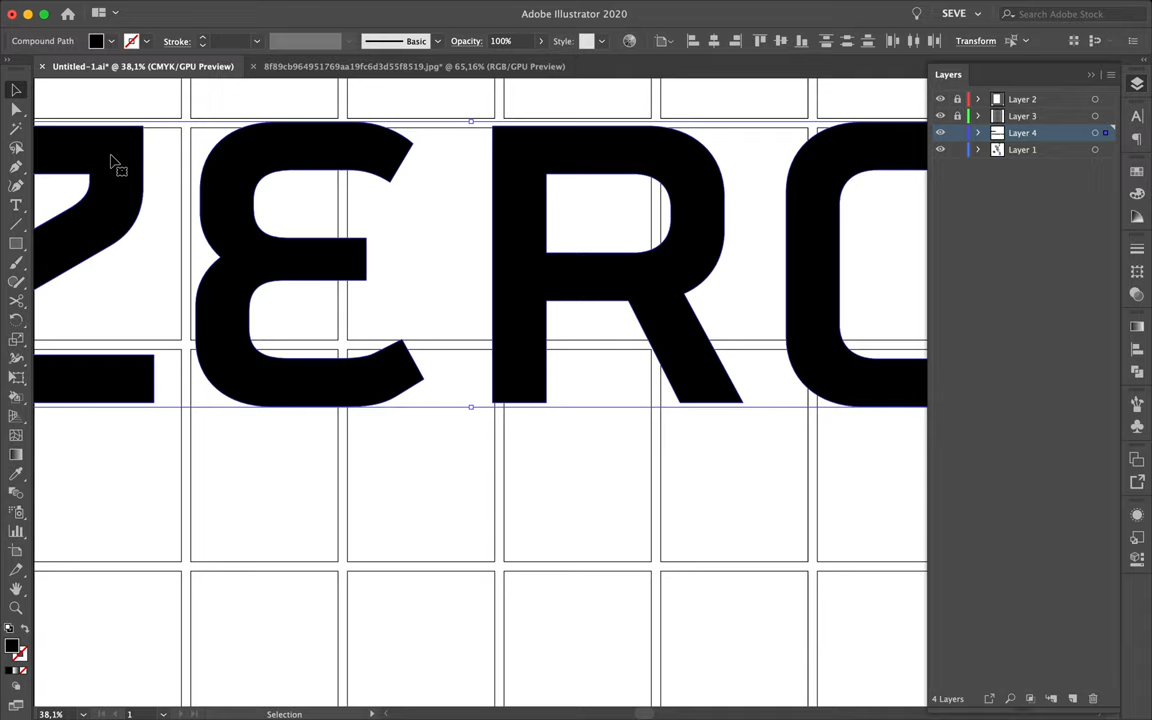 Adobe Illustrator 2020
SEVE
Search Adobe Stock
Compound Path
Stroke:
Basic
Opacity:
100%
Style:
Transform
× Untitled-1.ai* @ 38,1% (CMYK/GPU Preview)
× 8f89cb964951769aa19fc6d3d55f8519.jpg* @ 65,16% (RGB/GPU Preview)
ZERO
Layers
Layer 2
Layer 3
Layer 4
Layer 1
4 Layers
38,1%
1
Selection